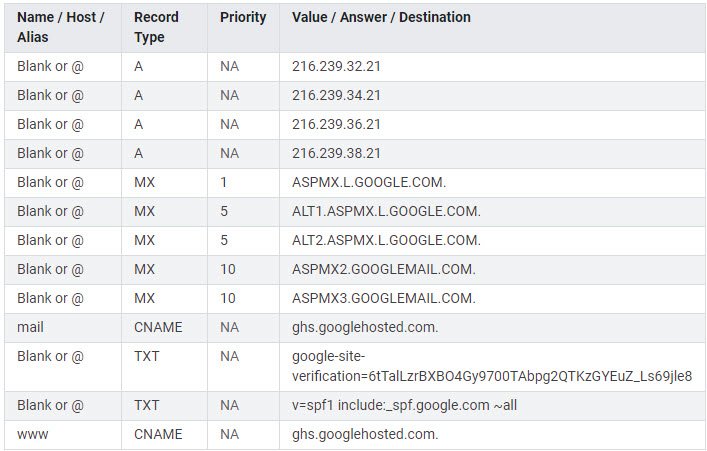 Name / Host / Alias Record Type Priority Value / Answer / Destination
Blank or @ A NA 216.239.32.21
Blank or @ A NA 216.239.34.21
Blank or @ A NA 216.239.36.21
Blank or @ A NA 216.239.38.21
Blank or @ MX 1 ASPMX.L.GOOGLE.COM.
Blank or @ MX 5 ALT1.ASPMX.L.GOOGLE.COM.
Blank or @ MX 5 ALT2.ASPMX.L.GOOGLE.COM.
Blank or @ MX 10 ASPMX2.GOOGLEMAIL.COM.
Blank or @ MX 10 ASPMX3.GOOGLEMAIL.COM.
mail CNAME NA ghs.googlehosted.com.
Blank or @ TXT NA google-site-
verification=6tTalLzrBXBO4Gy9700TAbpg2QTKzGYEuZ_Ls69jle8
Blank or @ TXT NA v=spf1 include:_spf.google.com ~all
www CNAME NA ghs.googlehosted.com.